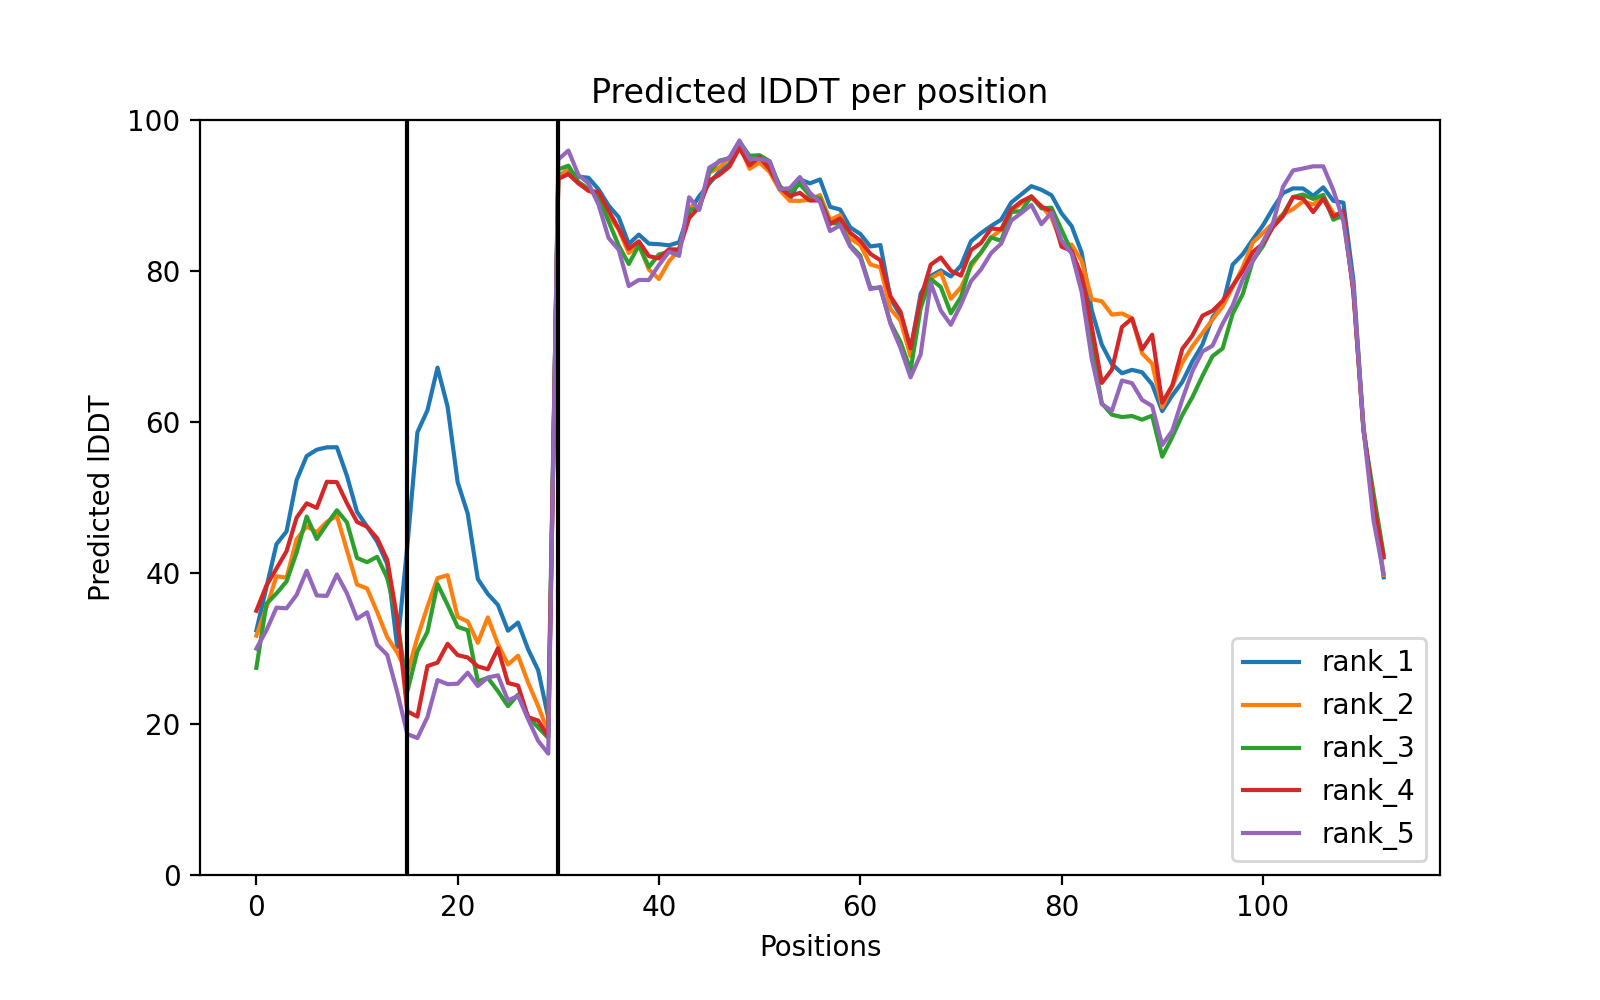 Predicted lDDT per position
100
80
60
40
20
0
Predicted lDDT
0 20 40 60 80 100
Positions
rank_1
rank_2
rank_3
rank_4
rank_5